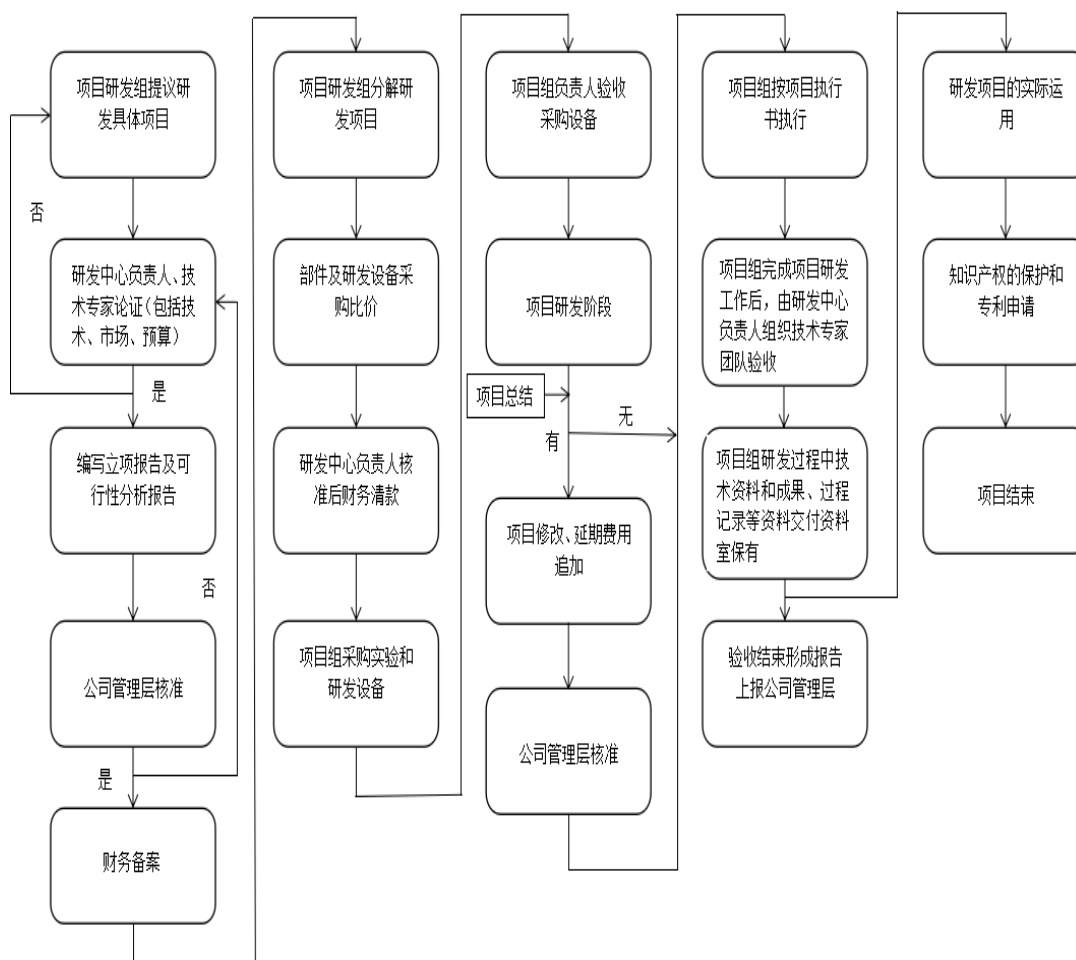 项目研发组提议研
发具体项目
否
研发中心负责人、技
术专家论证(包括技
术、市场、预算)
是
编写立项报告及可
行性分析报告
否
公司管理层核准
是
财务备案
项目研发组分解研
发项目
部件及研发设备采
购比价
研发中心负责人核
准后财务请款
项目组采购实验和
研发设备
项目组负责人验收
采购设备
项目研发阶段
项目总结
无
有
项目修改、延期费用
追加
公司管理层核准
项目组按项目执行
书执行
项目组完成项目研发
工作后，由研发中心
负责人组织技术专家
团队验收
项目组研发过程中技
术资料和成果、过程
记录等资料交付资料
室保有
验收结束形成报告
上报公司管理层
研发项目的实际运
用
知识产权的保护和
专利申请
项目结束